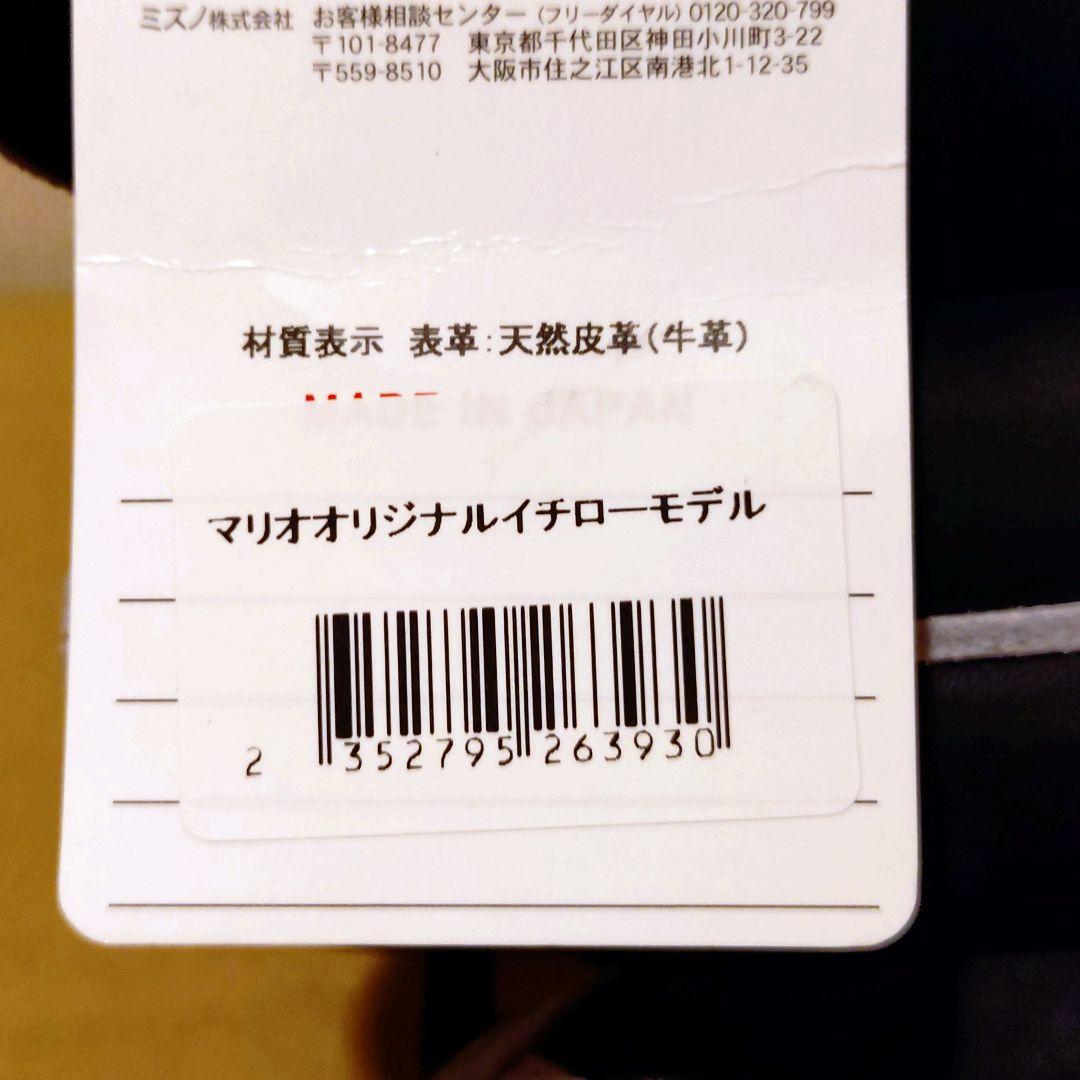 ミズノ株式会社 お客様相談センター (フリーダイヤル) 0120-320-799
〒101-8477 東京都千代田区神田小川町3-22
〒559-8510 大阪市住之江区南港北1-12-35
材質表示 表革:天然皮革(牛革)
MADE IN JAPAN
マリオオリジナルイチローモデル
2 352795 263930